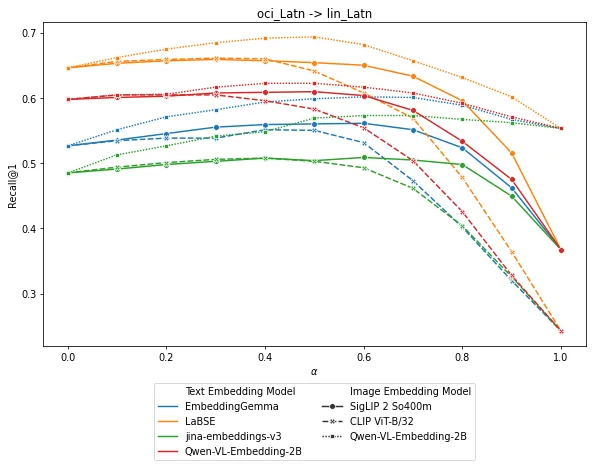 oci_Latn -> lin_Latn
Recall@1
0.7
0.6
0.5
0.4
0.3
0.0 0.2 0.4 0.6 0.8 1.0
α
Text Embedding Model Image Embedding Model
EmbeddingGemma SigLIP 2 So400m
LaBSE CLIP ViT-B/32
jina-embeddings-v3 Qwen-VL-Embedding-2B
Qwen-VL-Embedding-2B